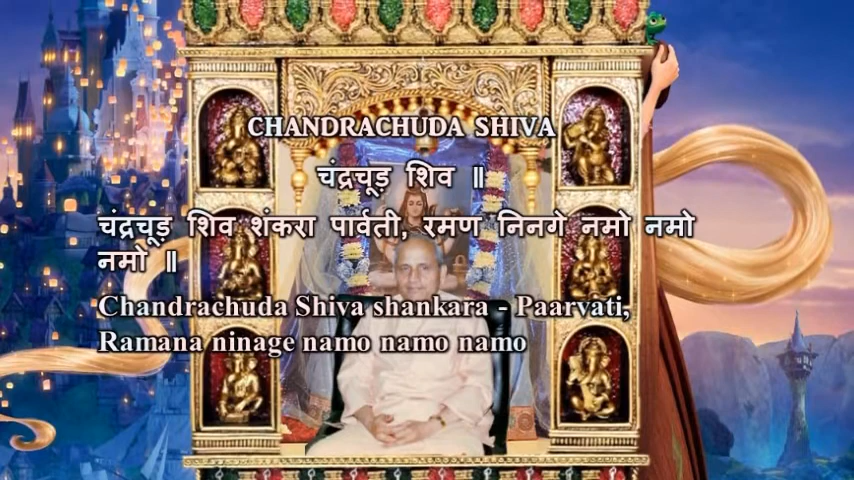 CHANDRACHUDA SHIVA
चंद्रचूड़ शिव ॥
चंद्रचूड़ शिव शंकरा पार्वती, रमण निनगे नमो नमो
नमो ॥
Chandrachuda Shiva shankara - Paarvati,
Ramana ninage namo namo namo